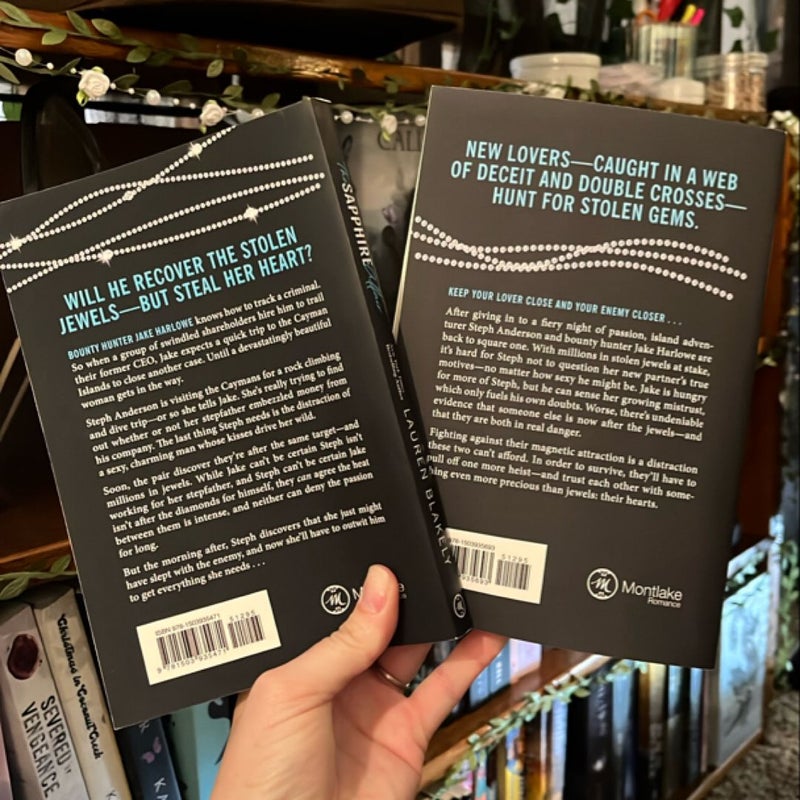 WILL HE RECOVER THE STOLEN
JEWELS—BUT STEAL HER HEART?
BOUNTY HUNTER JAKE HARLOWE knows how to track a criminal.
So when a group of swindled shareholders hire him to trail
their former CEO, Jake expects a quick trip to the Cayman
Islands to close another case. Until a devastatingly beautiful
woman gets in the way.
Steph Anderson is visiting the Caymans for a rock climbing
and dive trip—or so she tells Jake. She's really trying to find
out whether or not her stepfather embezzled money from
his company. The last thing Steph needs is the distraction of
a sexy, charming man whose kisses drive her wild.
Soon, the pair discover they're after the same target—and
millions in jewels. While Jake can't be certain Steph isn't
working for her stepfather, and Steph can't be certain Jake
isn't after the diamonds for himself, they can agree the heat
between them is intense, and neither can deny the passion
for long.
But the morning after, Steph discovers that she just might
have slept with the enemy, and now she'll have to outwit him
to get everything she needs . . .
ISBN 978-1503935471
51295
9 781503 935471
The SAPPHIRE Affair
LAUREN BLAKELY
NEW LOVERS—CAUGHT IN A WEB
OF DECEIT AND DOUBLE CROSSES—
HUNT FOR STOLEN GEMS.
KEEP YOUR LOVER CLOSE AND YOUR ENEMY CLOSER . . .
After giving in to a fiery night of passion, island adven-
turer Steph Anderson and bounty hunter Jake Harlowe are
back to square one. With millions in stolen jewels at stake,
it's hard for Steph not to question her new partner's true
motives—no matter how sexy he might be. Jake is hungry
for more of Steph, but he can sense her growing mistrust,
which only fuels his own doubts. Worse, there's undeniable
evidence that someone else is now after the jewels—and
that they are both in real danger.
Fighting against their magnetic attraction is a distraction
these two can't afford. In order to survive, they'll have to
pull off one more heist—and trust each other with some-
hing even more precious than jewels: their hearts.
978-1503935693
51295
935693
Montlake
Romance
SEVERED BY
VENGEANCE
Christmas in Coconut Creek